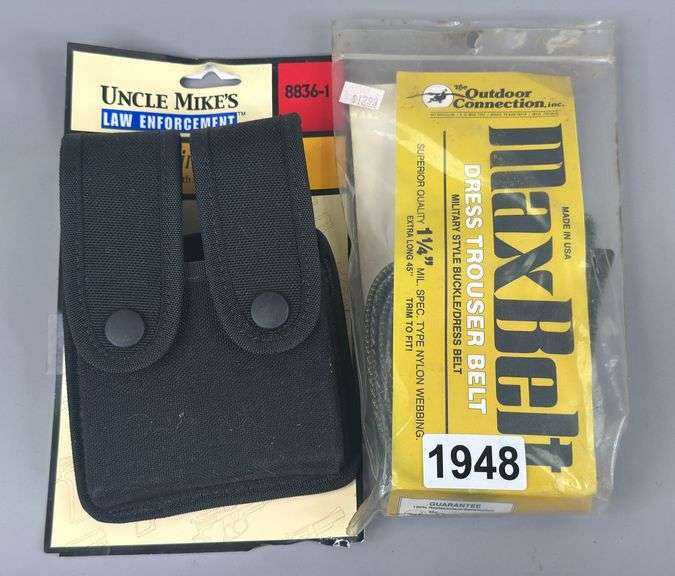 UNCLE MIKE'S
LAW ENFORCEMENT™
8836-1
The Outdoor
Connection, inc.
MaxBelt
MADE IN USA
DRESS TROUSER BELT
MILITARY STYLE BUCKLE/DRESS BELT
SUPERIOR QUALITY 1¼" MIL. SPEC. TYPE NYLON WEBBING.
EXTRA LONG 45"
TRIM TO FIT!
1948
GUARANTEE